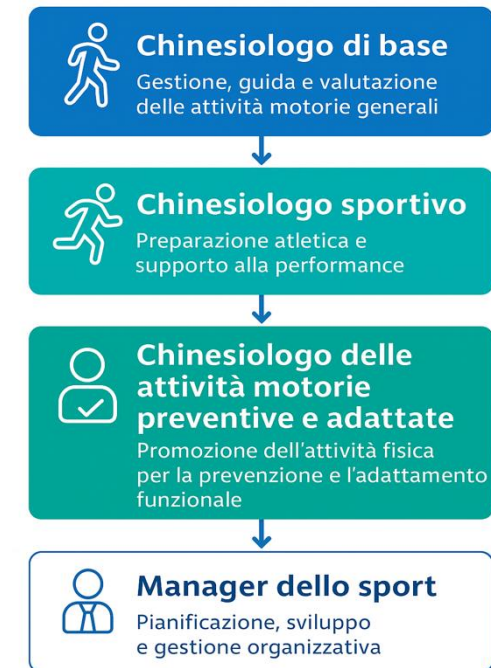 Chinesiologo di base
Gestione, guida e valutazione
delle attività motorie generali
Chinesiologo sportivo
Preparazione atletica e
supporto alla performance
Chinesiologo delle
attività motorie
preventive e adattate
Promozione dell'attività fisica
per la prevenzione e l'adattamento
funzionale
Manager dello sport
Pianificazione, sviluppo
e gestione organizzativa